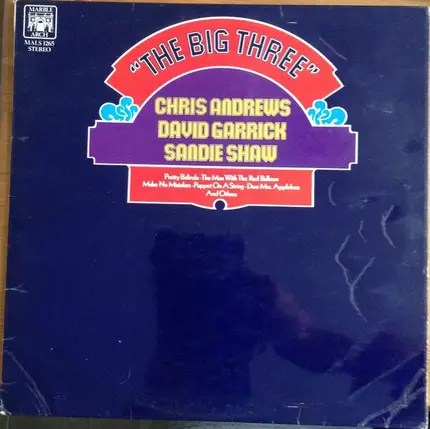 MARBLE
ARCH
MALS 1265
STEREO
"THE BIG THREE"
CHRIS ANDREWS
DAVID GARRICK
SANDIE SHAW
Pretty Belinda · The Man With The Red Balloon
Make No Mistakes · Puppet On A String · Dear Mrs. Applebee
And Others